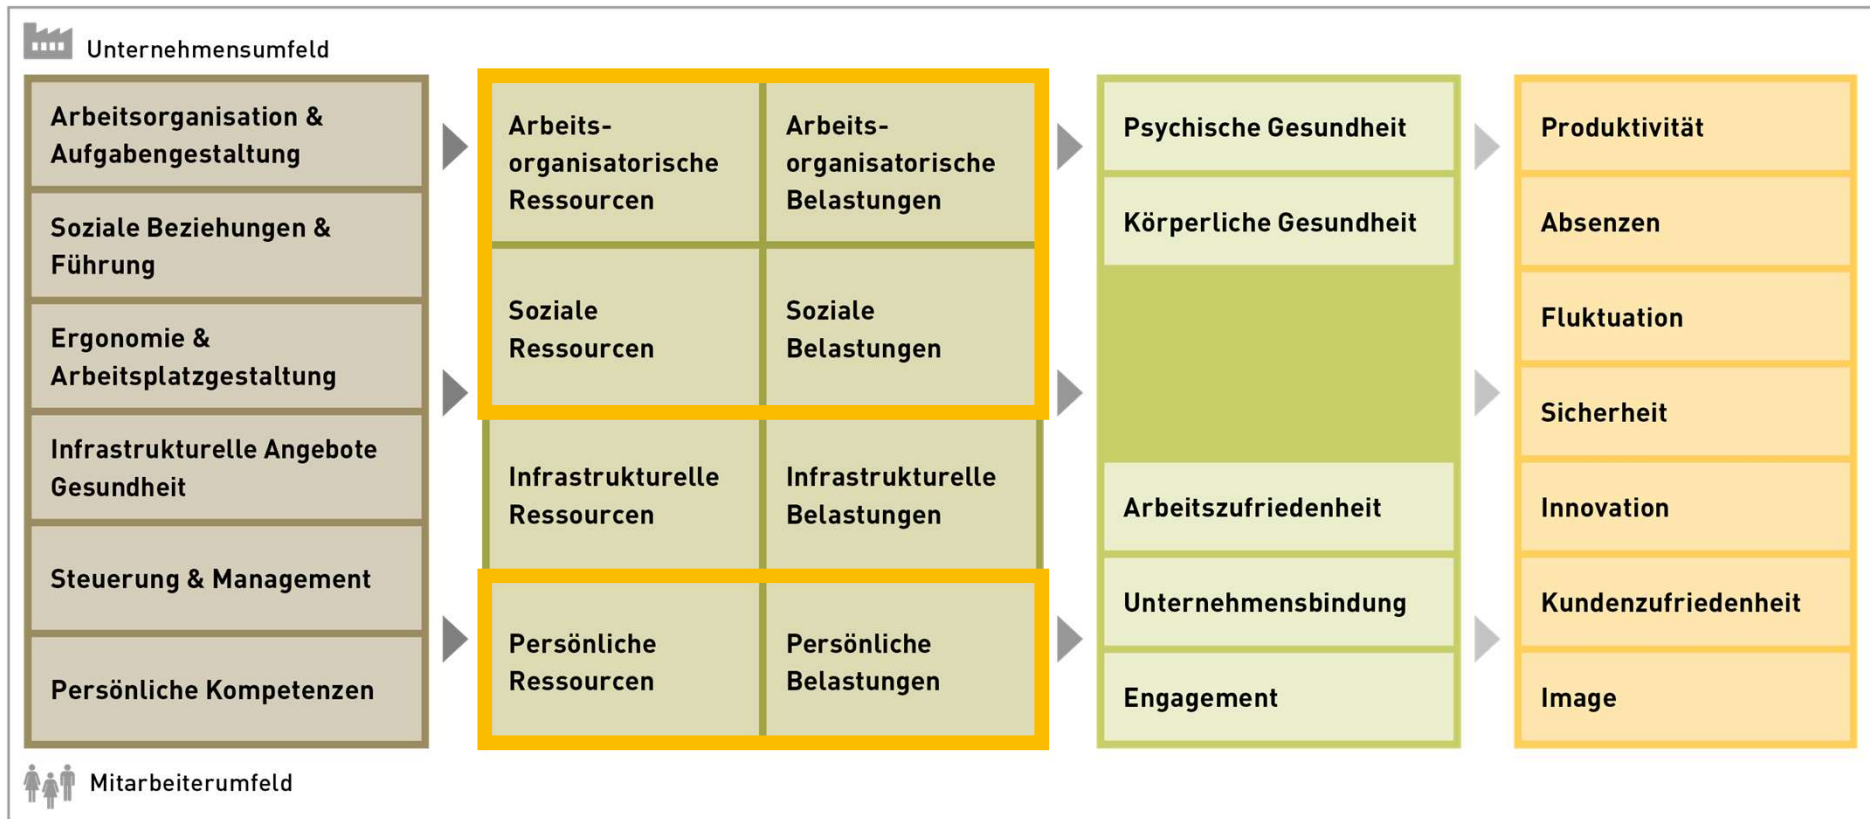 Unternehmensumfeld
Arbeitsorganisation &
Aufgabengestaltung
Soziale Beziehungen &
Führung
Ergonomie &
Arbeitsplatzgestaltung
Infrastrukturelle Angebote
Gesundheit
Steuerung & Management
Persönliche Kompetenzen
Arbeits-
organisatorische
Ressourcen
Arbeits-
organisatorische
Belastungen
Soziale
Ressourcen
Soziale
Belastungen
Infrastrukturelle
Ressourcen
Infrastrukturelle
Belastungen
Persönliche
Ressourcen
Persönliche
Belastungen
Psychische Gesundheit
Körperliche Gesundheit
Arbeitszufriedenheit
Unternehmensbindung
Engagement
Produktivität
Absenzen
Fluktuation
Sicherheit
Innovation
Kundenzufriedenheit
Image
Mitarbeiterumfeld